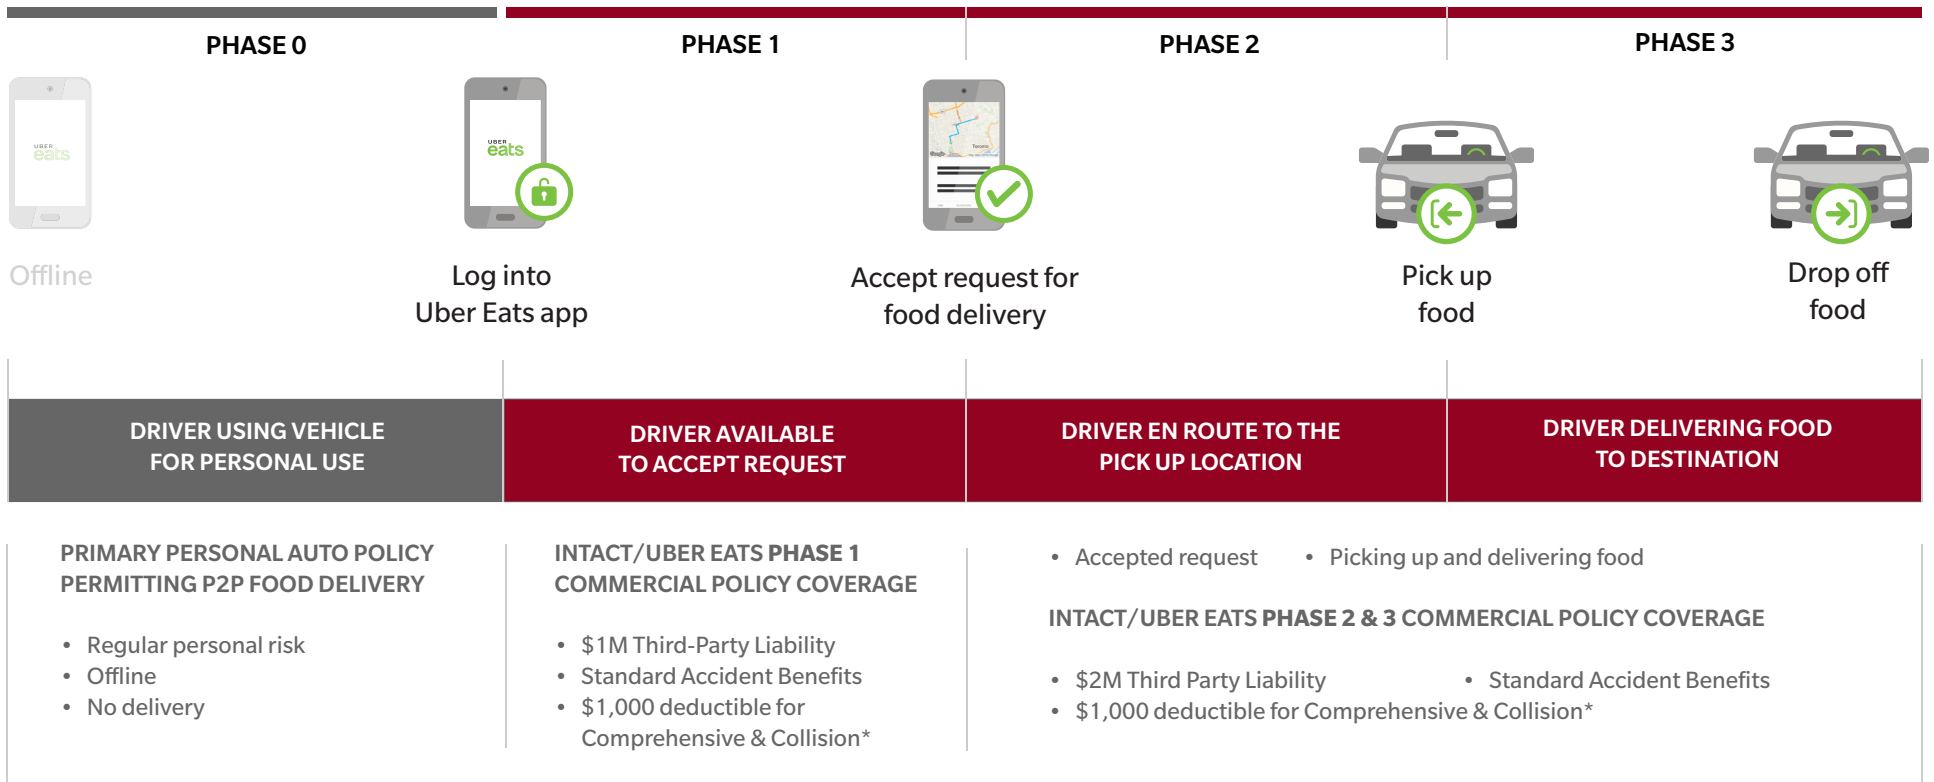 PHASE 0
PHASE 1
PHASE 2
PHASE 3
UBER
eats
UBER
eats
Toronto
Offline
Log into
Uber Eats app
Accept request for
food delivery
Pick up
food
Drop off
food
DRIVER USING VEHICLE
FOR PERSONAL USE
DRIVER AVAILABLE
TO ACCEPT REQUEST
DRIVER EN ROUTE TO THE
PICK UP LOCATION
DRIVER DELIVERING FOOD
TO DESTINATION
PRIMARY PERSONAL AUTO POLICY
PERMITTING P2P FOOD DELIVERY
• Regular personal risk
• Offline
• No delivery
INTACT/UBER EATS PHASE 1
COMMERCIAL POLICY COVERAGE
• $1M Third-Party Liability
• Standard Accident Benefits
• $1,000 deductible for
Comprehensive & Collision*
• Accepted request • Picking up and delivering food
INTACT/UBER EATS PHASE 2 & 3 COMMERCIAL POLICY COVERAGE
• $2M Third Party Liability • Standard Accident Benefits
• $1,000 deductible for Comprehensive & Collision*